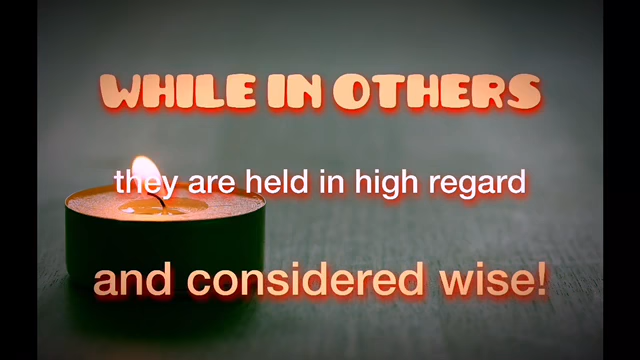 WHILE IN OTHERS
they are held in high regard
and considered wise!